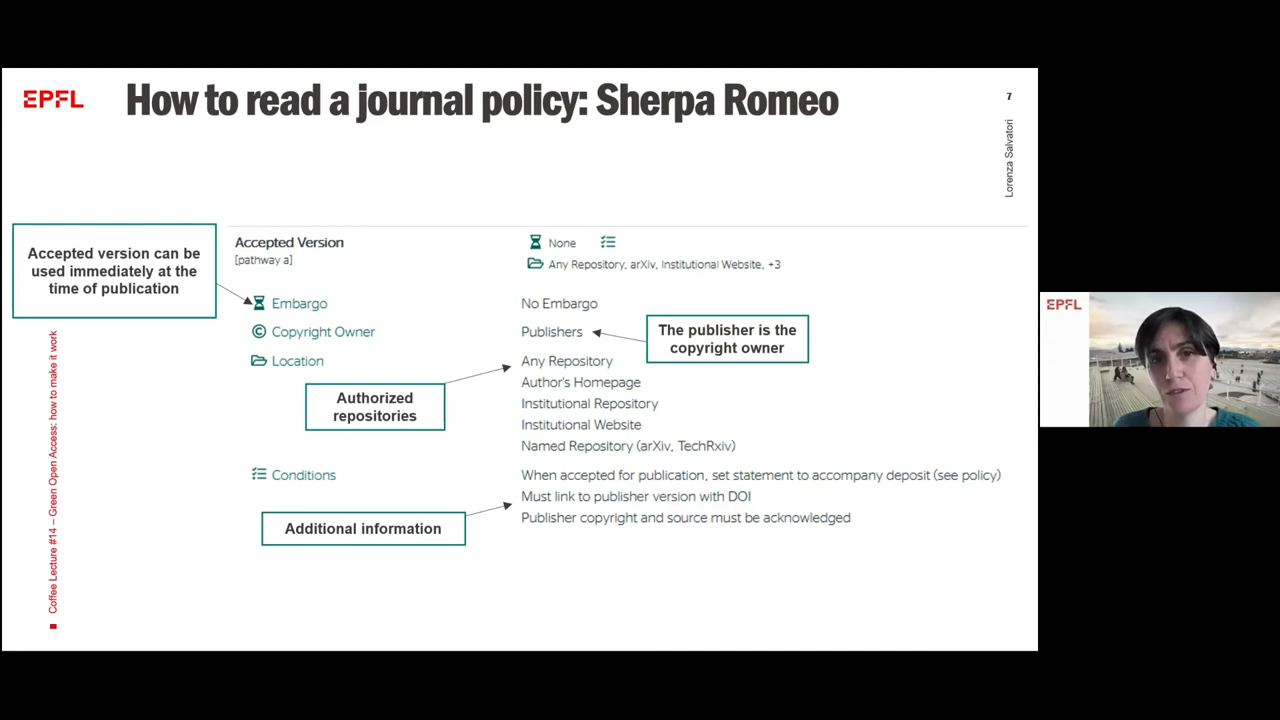 EPFL
How to read a journal policy: Sherpa Romeo
7
Lorenza Salvatori
Accepted version can be
used immediately at the
time of publication
Accepted Version
[pathway a]
None
Any Repository, arXiv, Institutional Website, +3
Embargo
No Embargo
© Copyright Owner
Publishers
The publisher is the
copyright owner
Location
Any Repository
Author's Homepage
Institutional Repository
Institutional Website
Named Repository (arXiv, TechRxiv)
Authorized
repositories
Conditions
When accepted for publication, set statement to accompany deposit (see policy)
Must link to publisher version with DOI
Publisher copyright and source must be acknowledged
Additional information
Coffee Lecture #14 – Green Open Access: how to make it work
EPFL